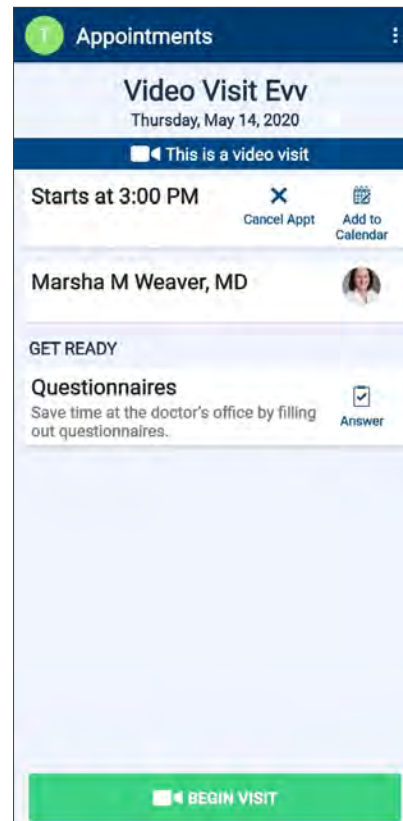 T Appointments
Video Visit Evv
Thursday, May 14, 2020
This is a video visit
Starts at 3:00 PM
Cancel Appt
Add to
Calendar
Marsha M Weaver, MD
GET READY
Questionnaires
Save time at the doctor's office by filling
out questionnaires.
Answer
BEGIN VISIT